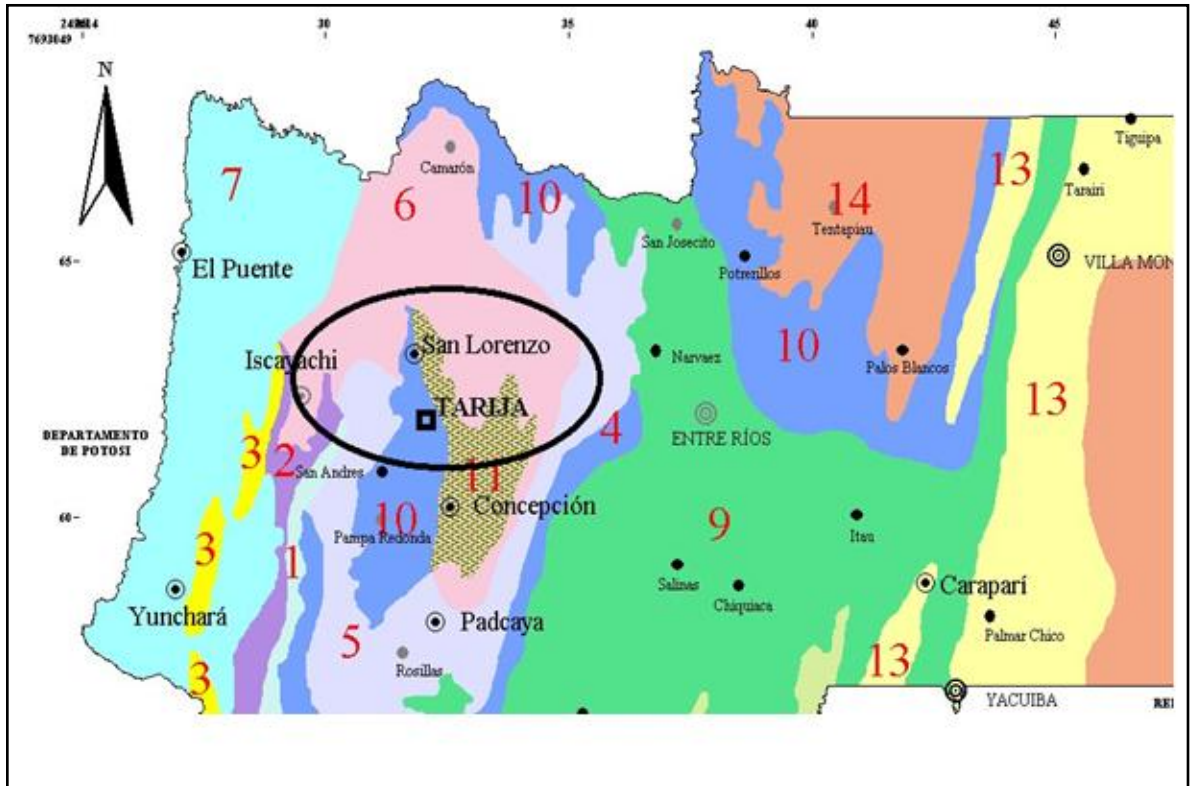 30
35
40
45
7693049
N
Tiguipa
Camarón
Tarairi
7
6
10
13
14
Tentapiau
San Josecito
65
El Puente
Potrerillos
VILLA MON
Iscayachi
San Lorenzo
Narvaez
10
Palos Blancos
13
TARIJA
4
ENTRE RÍOS
DEPARTAMENTO
DE POTOSI
3
2
San Andres
11
Concepción
60
10
Pampa Redonda
9
Itau
3
1
Salinas
Chiquiaca
Caraparí
Yunchará
Padcaya
Palmar Chico
5
Rosillas
13
3
YACUIBA